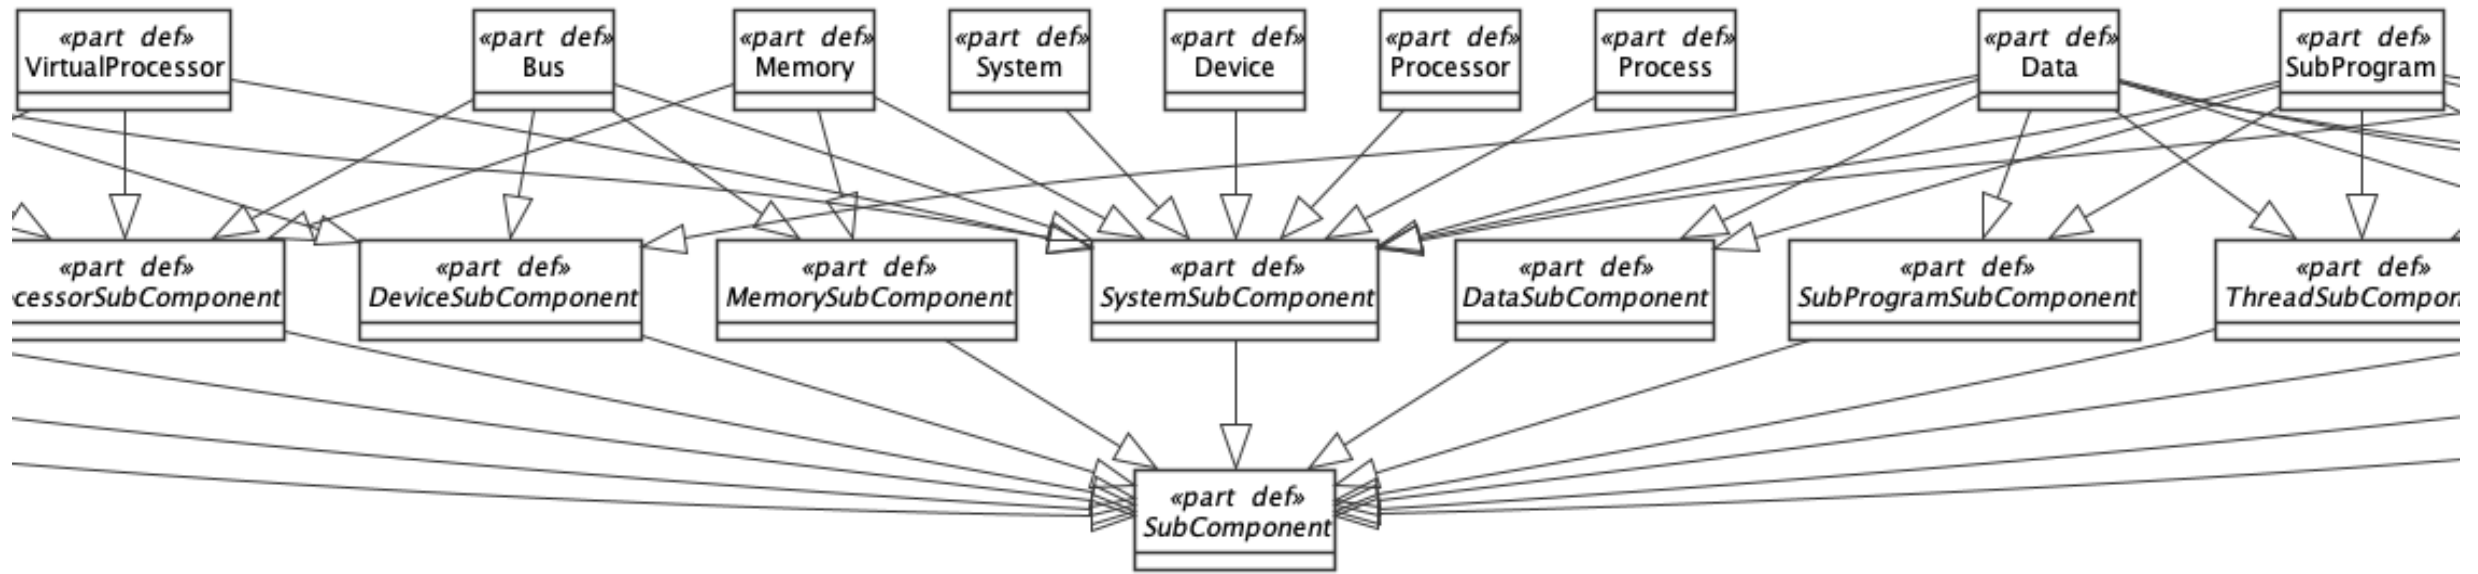 «part def»
VirtualProcessor
«part def»
Bus
«part def»
Memory
«part def»
System
«part def»
Device
«part def»
Processor
«part def»
Process
«part def»
Data
«part def»
SubProgram
«part def»
cessorSubComponent
«part def»
DeviceSubComponent
«part def»
MemorySubComponent
«part def»
SystemSubComponent
«part def»
DataSubComponent
«part def»
SubProgramSubComponent
«part def»
ThreadSubCompon
«part def»
SubComponent